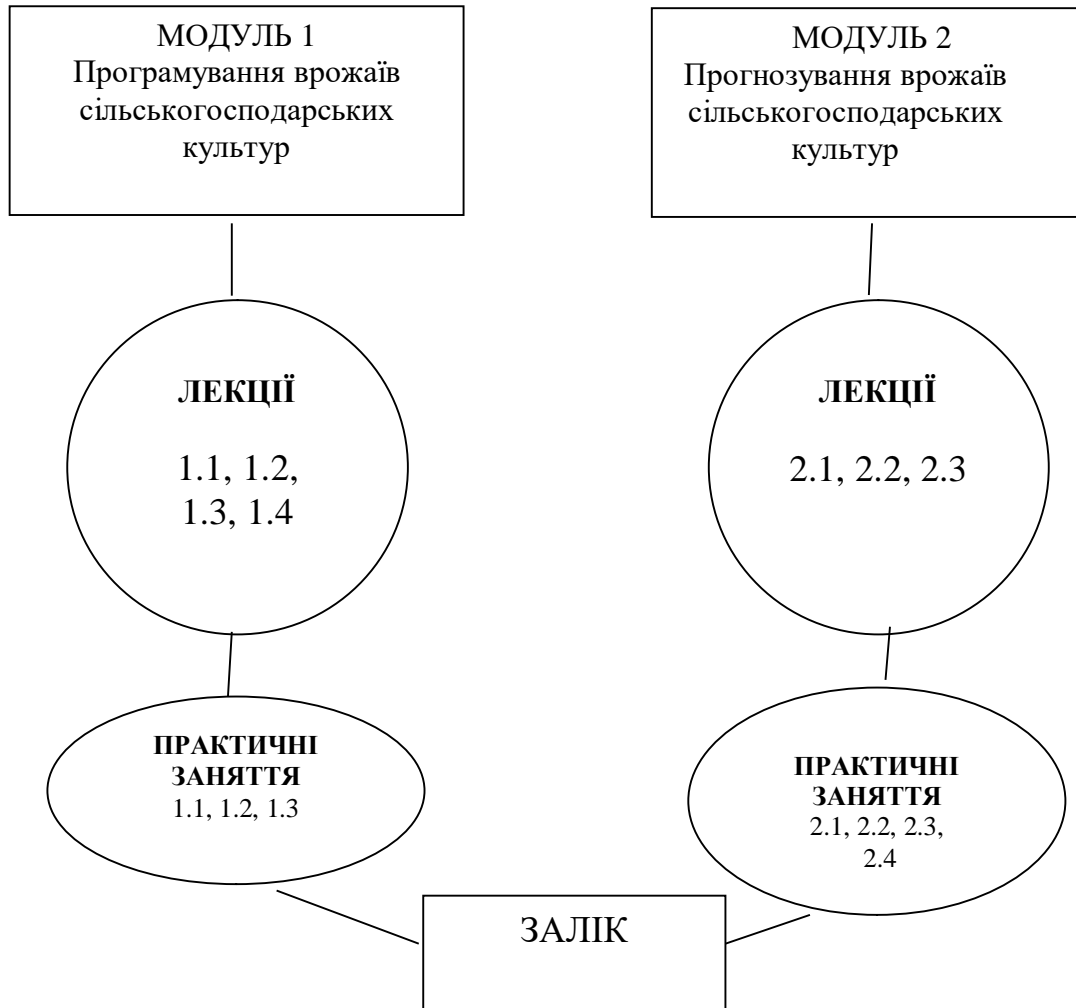 МОДУЛЬ 1
Програмування врожаїв
сільськогосподарських
культур
МОДУЛЬ 2
Прогнозування врожаїв
сільськогосподарських
культур
ЛЕКЦІЇ
1.1, 1.2,
1.3, 1.4
ЛЕКЦІЇ
2.1, 2.2, 2.3
ПРАКТИЧНІ
ЗАНЯТТЯ
1.1, 1.2, 1.3
ПРАКТИЧНІ
ЗАНЯТТЯ
2.1, 2.2, 2.3,
2.4
ЗАЛІК